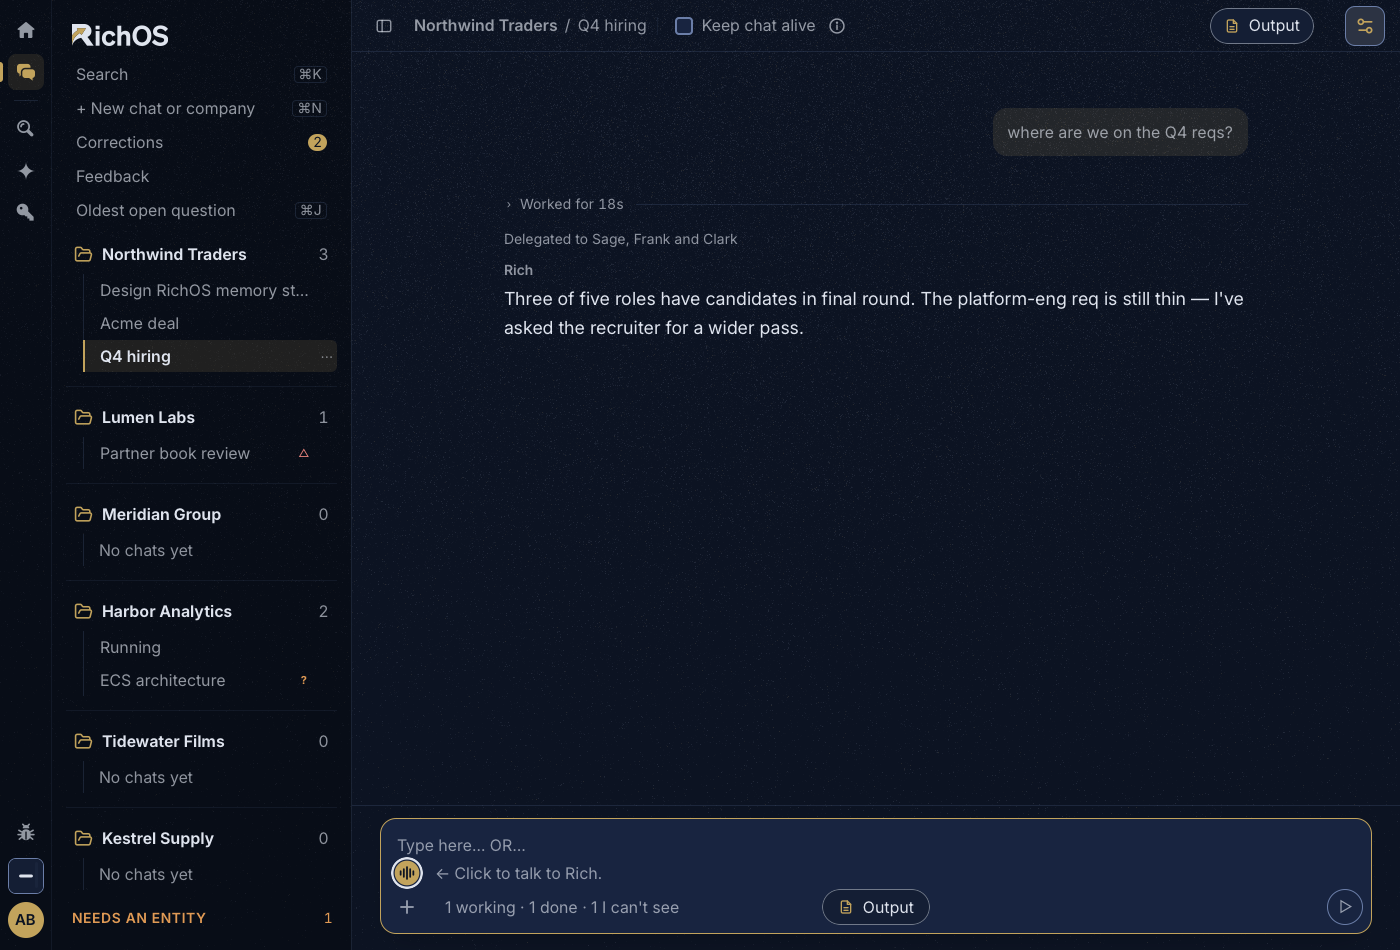 RichOS
Search ⌘K
+ New chat or company ⌘N
Corrections 2
Feedback
Oldest open question ⌘J
Northwind Traders 3
Design RichOS memory st...
Acme deal
Q4 hiring ...
Lumen Labs 1
Partner book review
Meridian Group 0
No chats yet
Harbor Analytics 2
Running
ECS architecture ?
Tidewater Films 0
No chats yet
Kestrel Supply 0
No chats yet
NEEDS AN ENTITY 1
AB
Northwind Traders / Q4 hiring
Keep chat alive
Output
where are we on the Q4 reqs?
› Worked for 18s
Delegated to Sage, Frank and Clark
Rich
Three of five roles have candidates in final round. The platform-eng req is still thin — I've
asked the recruiter for a wider pass.
Type here... OR...
← Click to talk to Rich.
1 working · 1 done · 1 I can't see
Output